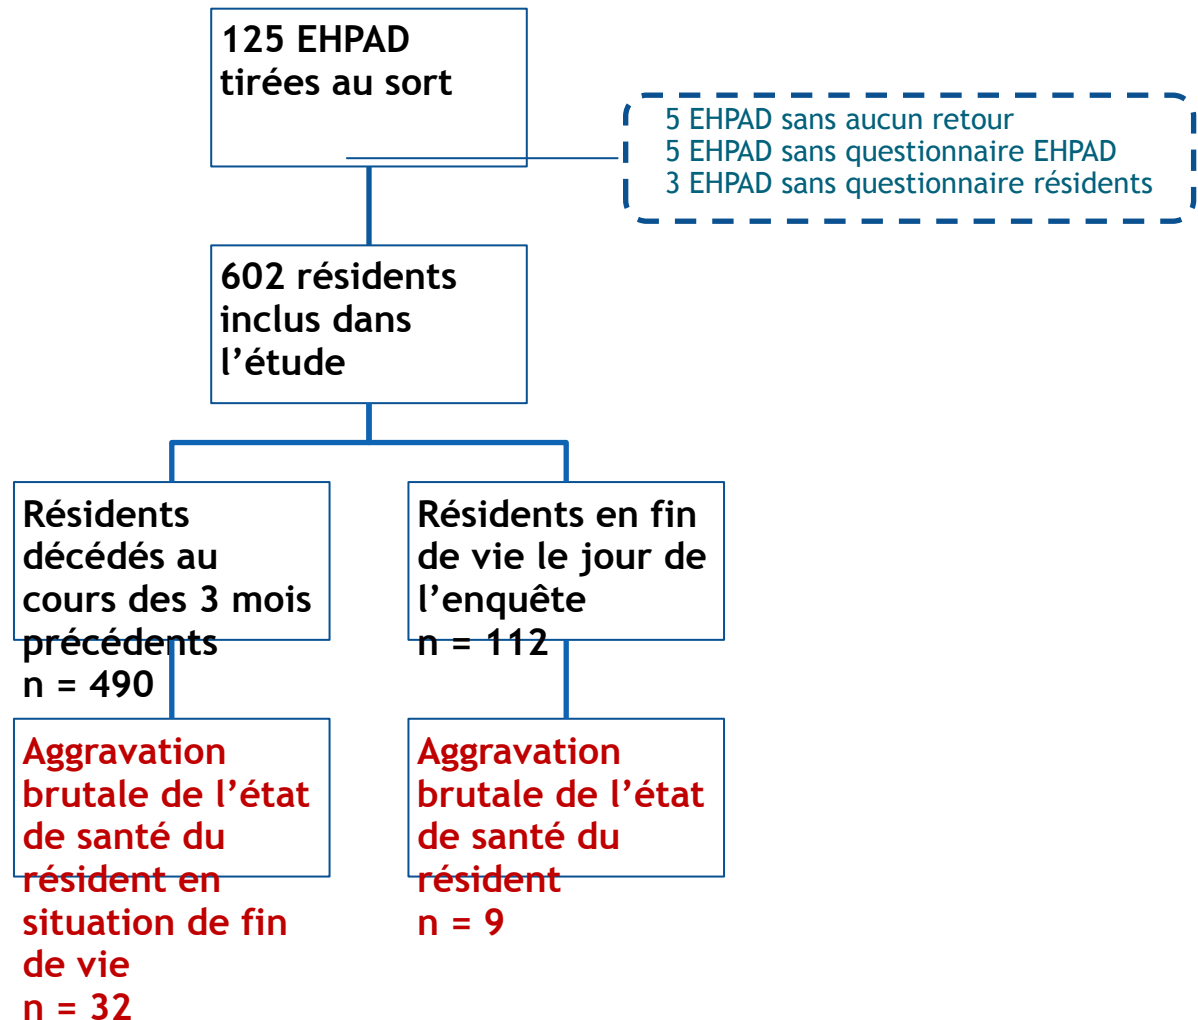 125 EHPAD
tirées au sort
5 EHPAD sans aucun retour
5 EHPAD sans questionnaire EHPAD
3 EHPAD sans questionnaire résidents
602 résidents
inclus dans
l’étude
Résidents
décédés au
cours des 3 mois
précédents
n = 490
Résidents en fin
de vie le jour de
l’enquête
n = 112
Aggravation
brutale de l’état
de santé du
résident en
situation de fin
de vie
n = 32
Aggravation
brutale de l’état
de santé du
résident
n = 9